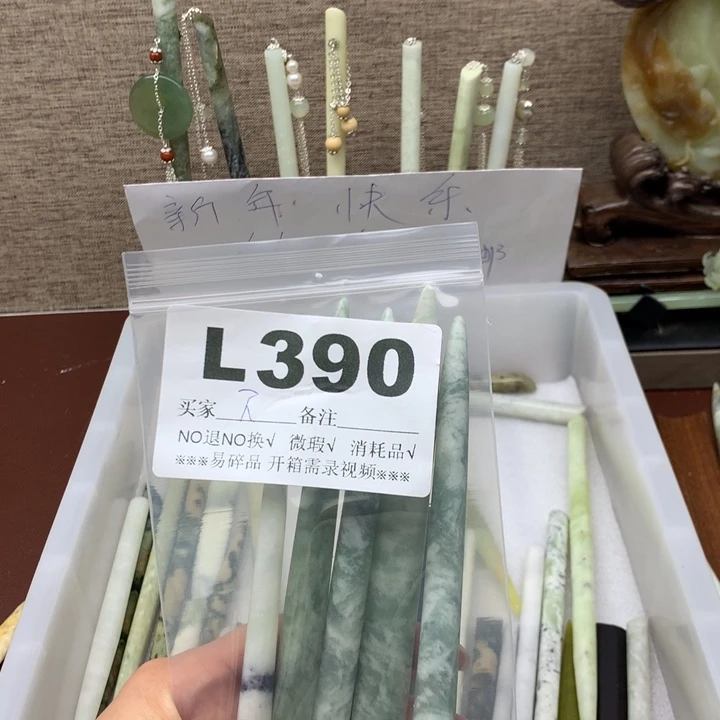 新年快乐
L390
买家 不 备注
NO退NO换√ 微瑕√ 消耗品√
※※※易碎品 开箱需录视频※※※